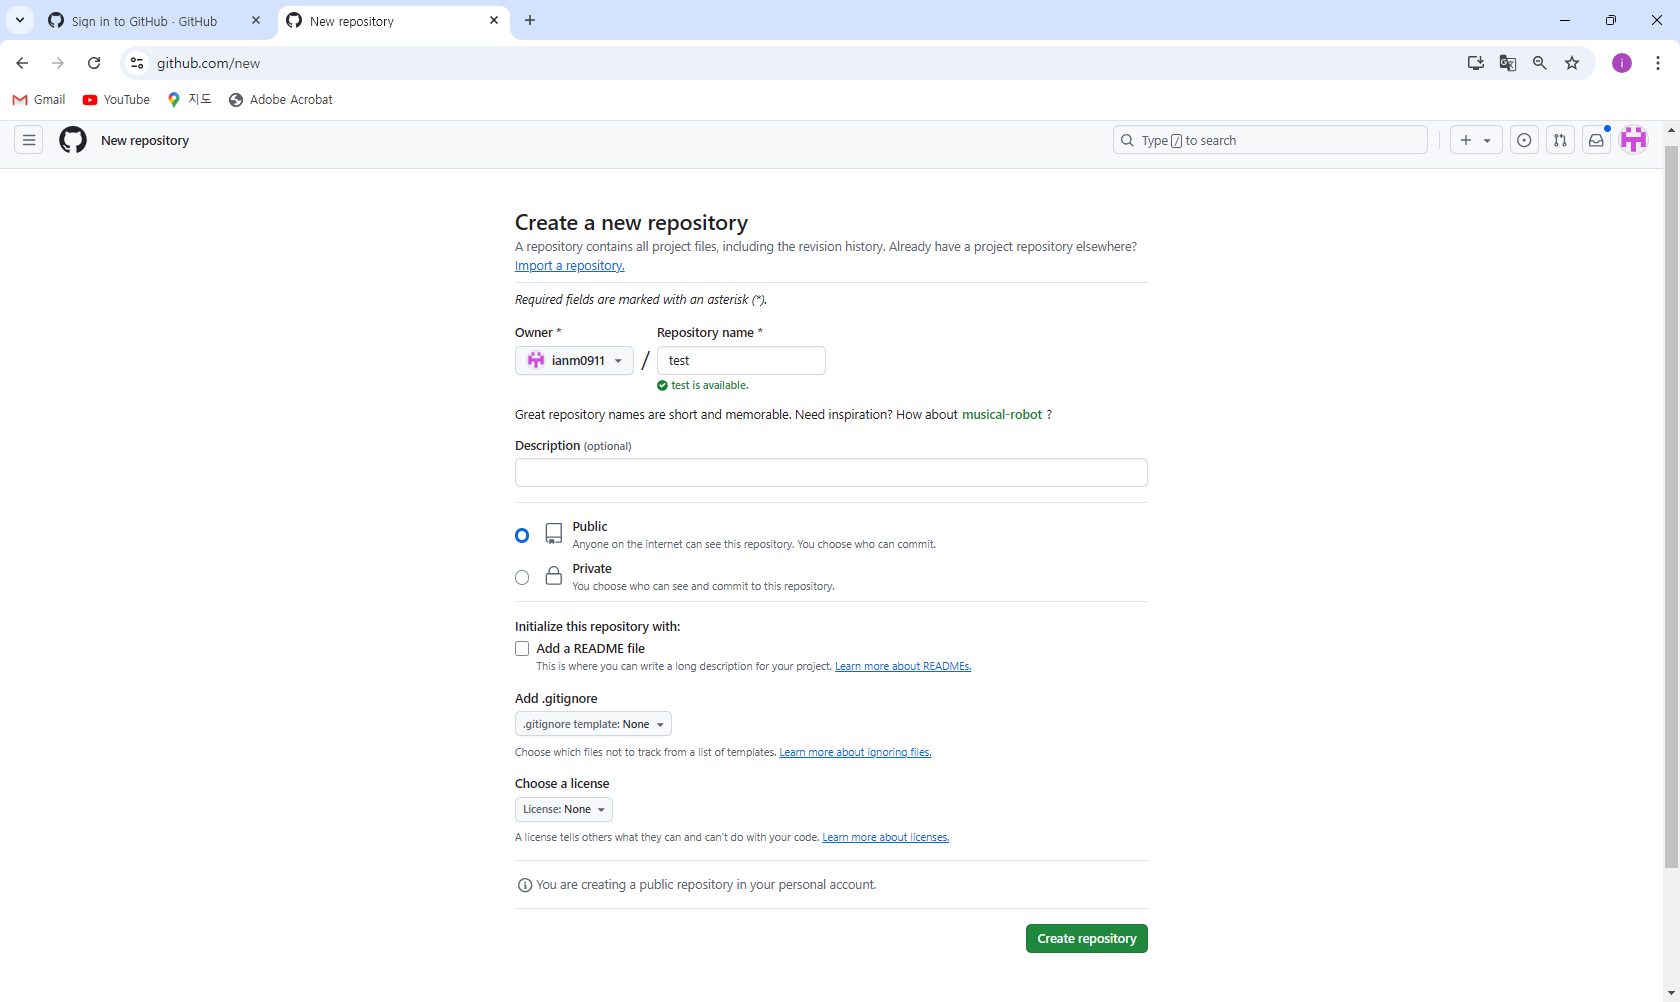 Sign in to GitHub · GitHub
New repository
github.com/new
i
Gmail
YouTube
지도
Adobe Acrobat
New repository
Type / to search
Create a new repository
A repository contains all project files, including the revision history. Already have a project repository elsewhere?
Import a repository.
Required fields are marked with an asterisk (*).
Owner *
Repository name *
ianm0911
/
test
test is available.
Great repository names are short and memorable. Need inspiration? How about musical-robot ?
Description (optional)
Public
Anyone on the internet can see this repository. You choose who can commit.
Private
You choose who can see and commit to this repository.
Initialize this repository with:
Add a README file
This is where you can write a long description for your project. Learn more about READMEs.
Add .gitignore
.gitignore template: None
Choose which files not to track from a list of templates. Learn more about ignoring files.
Choose a license
License: None
A license tells others what they can and can't do with your code. Learn more about licenses.
You are creating a public repository in your personal account.
Create repository